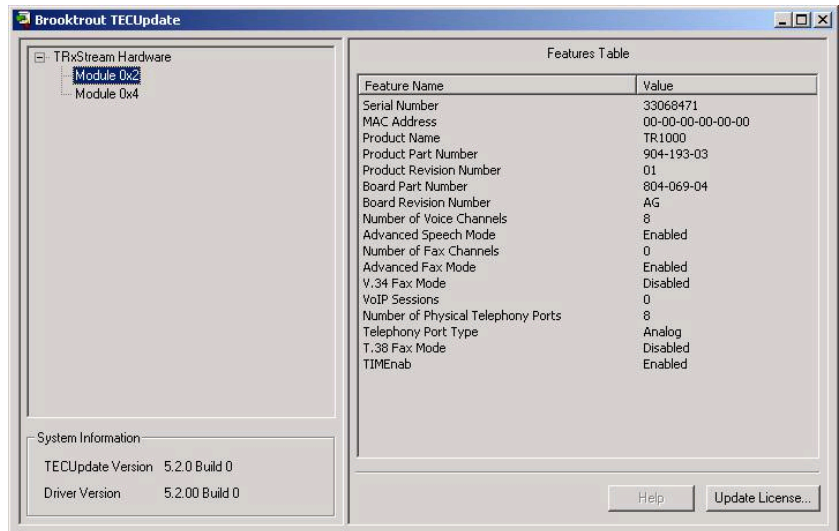 Brooktrout TECUpdate
TRxStream Hardware
Module 0x2
Module 0x4
System Information
TECUpdate Version 5.2.0 Build 0
Driver Version 5.2.00 Build 0
Features Table
Feature Name Value
Serial Number 33068471
MAC Address 00-00-00-00-00-00
Product Name TR1000
Product Part Number 904-193-03
Product Revision Number 01
Board Part Number 804-069-04
Board Revision Number AG
Number of Voice Channels 8
Advanced Speech Mode Enabled
Number of Fax Channels 0
Advanced Fax Mode Enabled
V.34 Fax Mode Disabled
VoIP Sessions 0
Number of Physical Telephony Ports 8
Telephony Port Type Analog
T.38 Fax Mode Disabled
TIMEnab Enabled
Help Update License...